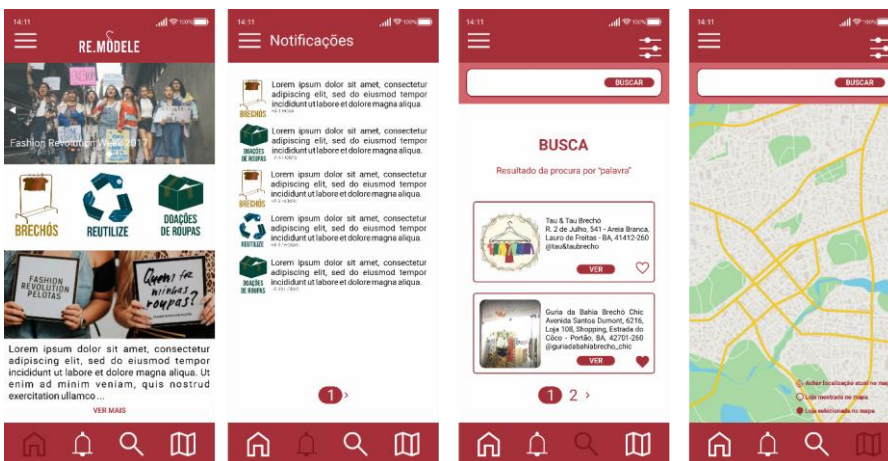 14:11
100%
RE.MODELE
Fashion Revolution Week 2017
BRECHÓS
REUTILIZE
DOAÇÕES
DE ROUPAS
FASHION
REVOLUTION
PELOTAS
Quem fez
minhas
roupas?
Lorem ipsum dolor sit amet, consectetur
adipiscing elit, sed do eiusmod tempor
incididunt ut labore et dolore magna aliqua. Ut
enim ad minim veniam, quis nostrud
exercitation ullamco ...
VER MAIS
14:11
100%
Notificações
BRECHÓS
Lorem ipsum dolor sit amet, consectetur
adipiscing elit, sed do eiusmod tempor
incididunt ut labore et dolore magna aliqua.
DOAÇÕES
DE ROUPAS
Lorem ipsum dolor sit amet, consectetur
adipiscing elit, sed do eiusmod tempor
incididunt ut labore et dolore magna aliqua.
BRECHÓS
Lorem ipsum dolor sit amet, consectetur
adipiscing elit, sed do eiusmod tempor
incididunt ut labore et dolore magna aliqua.
REUTILIZE
Lorem ipsum dolor sit amet, consectetur
adipiscing elit, sed do eiusmod tempor
incididunt ut labore et dolore magna aliqua.
DOAÇÕES
DE ROUPAS
Lorem ipsum dolor sit amet, consectetur
adipiscing elit, sed do eiusmod tempor
incididunt ut labore et dolore magna aliqua.
1 ›
14:11
100%
BUSCAR
BUSCA
Resultado da procura por "palavra"
Tau & Tau Brechó
R. 2 de Julho, 541 - Areia Branca,
Lauro de Freitas - BA, 41412-260
@tau&taubrecho
VER
Guria da Bahia Brechó Chic
Avenida Santos Dumont, 6216,
Loja 108, Shopping, Estrada do
Côco - Portão, BA, 42701-260
@guriadabahiabrecho_chic
VER
1 2 ›
14:11
100%
BUSCAR
Achar localização atual no
Loja mostrada no mapa
Loja selecionada no mapa